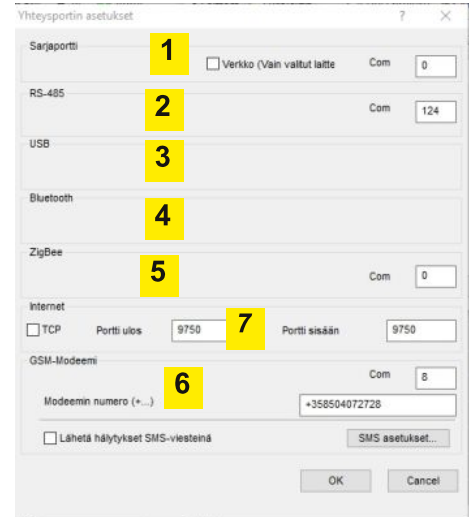 Yhteysportin asetukset ? ×
Sarjaportti
1
Verkko (Vain valitut laitte Com 0
RS-485
2
Com 124
USB
3
Bluetooth
4
ZigBee
5
Com 0
Internet
TCP Portti ulos 9750 7 Portti sisään 9750
GSM-Modeemi
6
Com 8
Modeemin numero (+...) +358504072728
Lähetä hälytykset SMS-viesteinä SMS asetukset...
OK Cancel